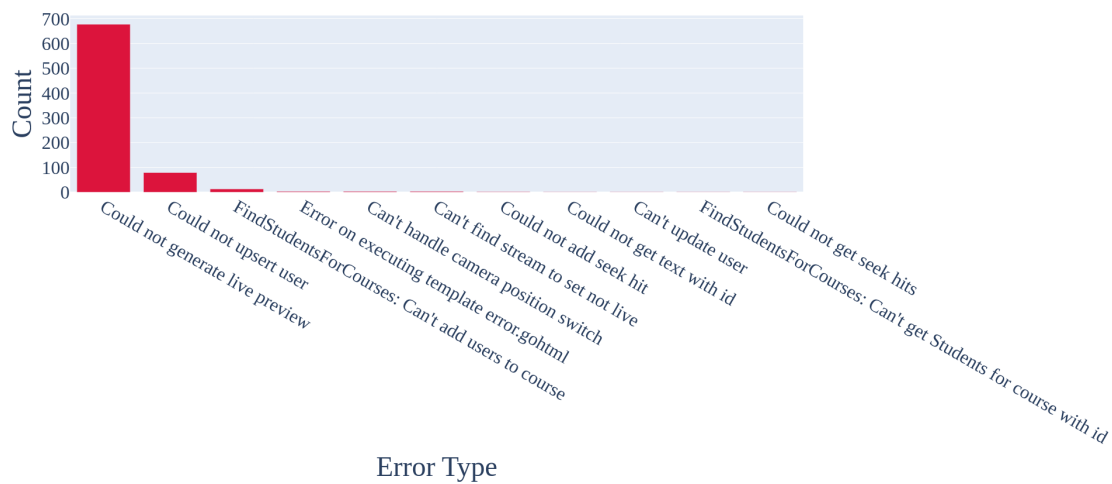 Count
700
600
500
400
300
200
100
0
Could not generate live preview
Could not upsert user
FindStudentsForCourses: Can't add users to course
Error on executing template error.gohtml
Can't handle camera position switch
Can't find stream to set not live
Could not add seek hit
Could not get text with id
Can't update user
FindStudentsForCourses: Can't get Students for course with id
Could not get seek hits
Error Type